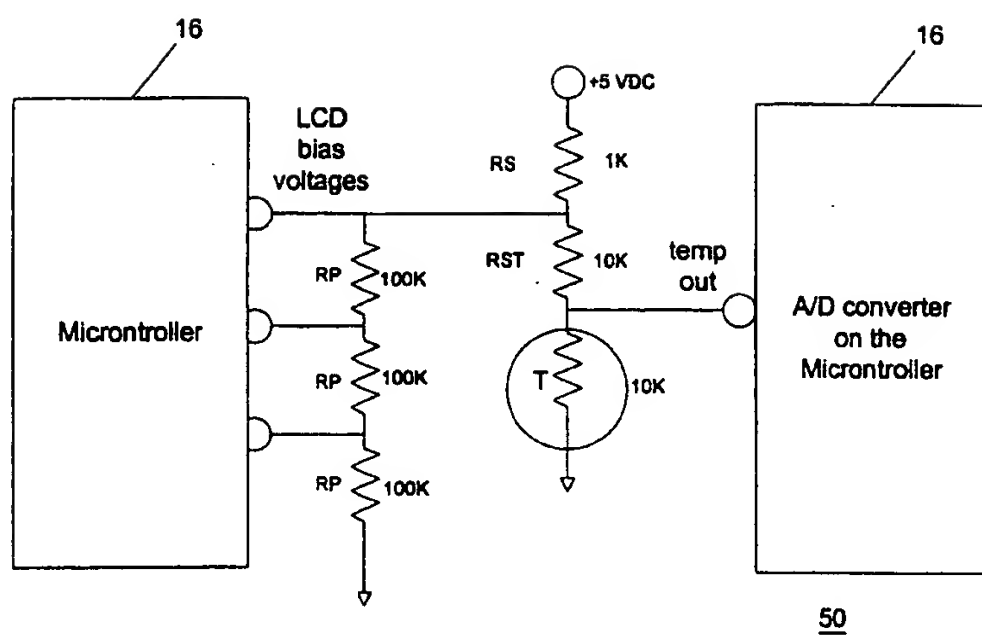 16
16
+5 VDC
LCD
bias
voltages
RS
1K
RP
100K
RST
10K
temp
out
Microntroller
A/D converter
on the
Microntroller
RP
100K
T
10K
RP
100K
50